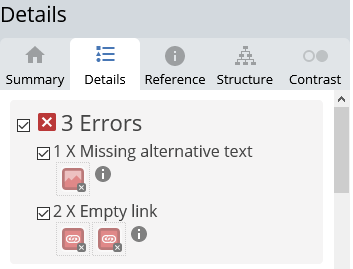 Details
Summary Details Reference Structure Contrast
3 Errors
1 X Missing alternative text
2 X Empty link